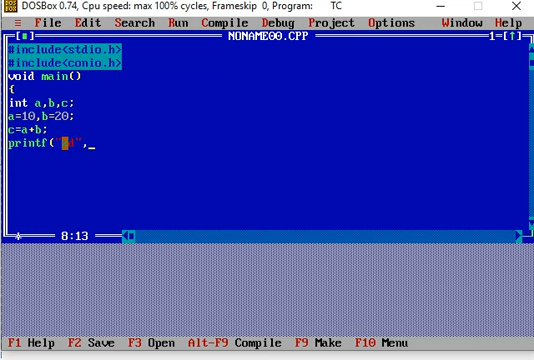 DOSBox 0.74, Cpu speed: max 100% cycles, Frameskip 0, Program: TC
≡ File Edit Search Run Compile Debug Project Options Window Help
[■] NONAME00.CPP 1=[↑]
#include<stdio.h>
#include<conio.h>
void main()
{
int a,b,c;
a=10,b=20;
c=a+b;
printf("%d",_
8:13
F1 Help F2 Save F3 Open Alt-F9 Compile F9 Make F10 Menu